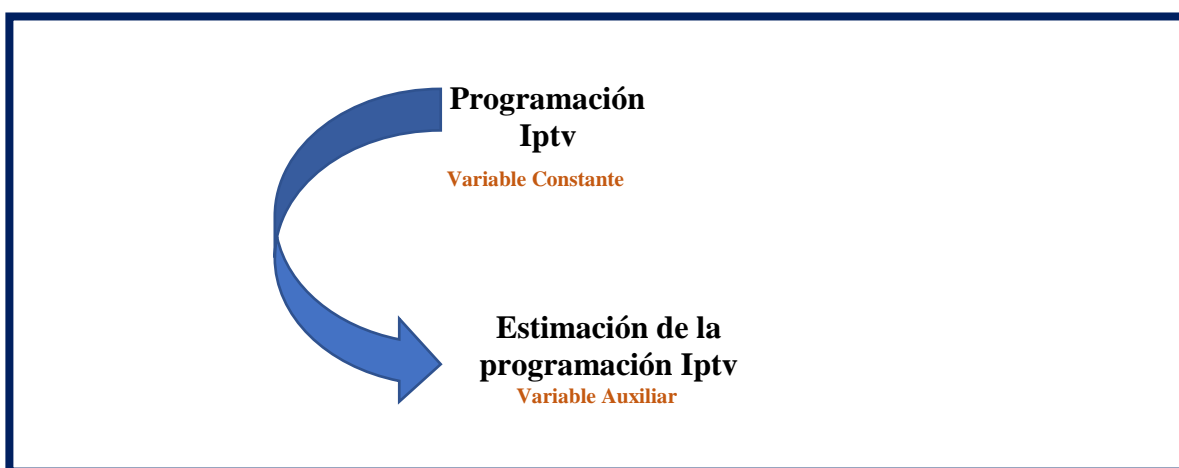 Programación
Iptv
Variable Constante
Estimación de la
programación Iptv
Variable Auxiliar